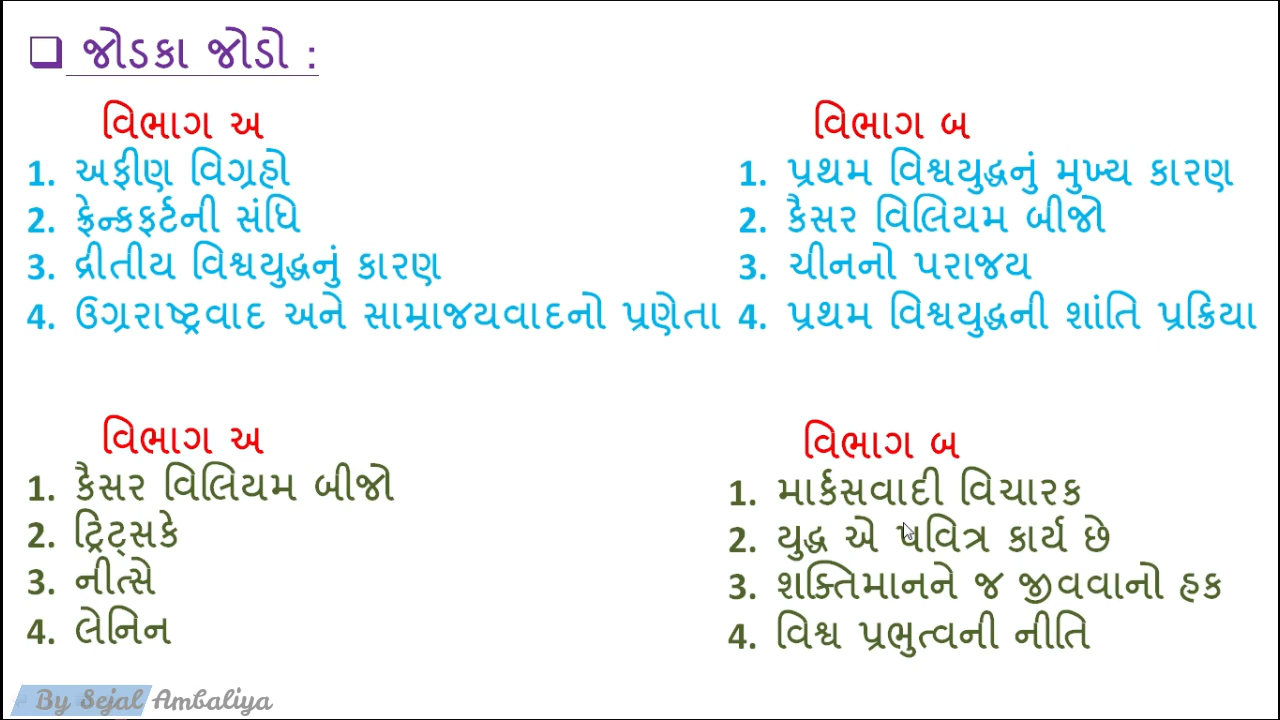 જોડકા જોડો :
વિભાગ અ
1. અફીણ વિગ્રહો
2. ફ્રેન્કફર્ટની સંધિ
3. દ્રીતીય વિશ્વયુદ્ધનું કારણ
4. ઉગ્રરાષ્ટ્રવાદ અને સામ્રાજયવાદનો પ્રણેતા
વિભાગ બ
1. પ્રથમ વિશ્વયુદ્ધનું મુખ્ય કારણ
2. કૈસર વિલિયમ બીજો
3. ચીનનો પરાજય
4. પ્રથમ વિશ્વયુદ્ધની શાંતિ પ્રક્રિયા
વિભાગ અ
1. કૈસર વિલિયમ બીજો
2. ટ્રિટ્સકે
3. નીત્સે
4. લેનિન
વિભાગ બ
1. માર્કસવાદી વિચારક
2. યુદ્ધ એ પવિત્ર કાર્ય છે
3. શક્તિમાનને જ જીવવાનો હક
4. વિશ્વ પ્રભુત્વની નીતિ
By Sejal Ambaliya